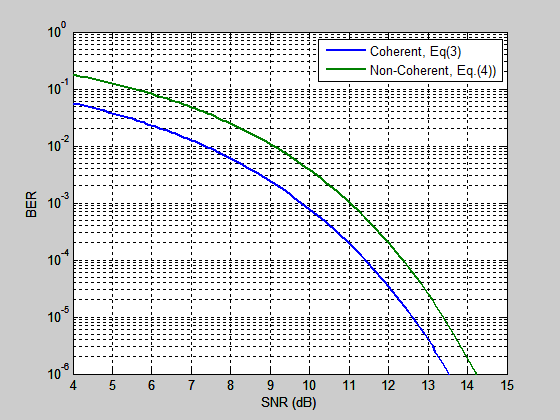 10^0
10^-1
10^-2
10^-3
10^-4
10^-5
10^-6
BER
Coherent, Eq(3)
Non-Coherent, Eq.(4))
4 5 6 7 8 9 10 11 12 13 14 15
SNR (dB)